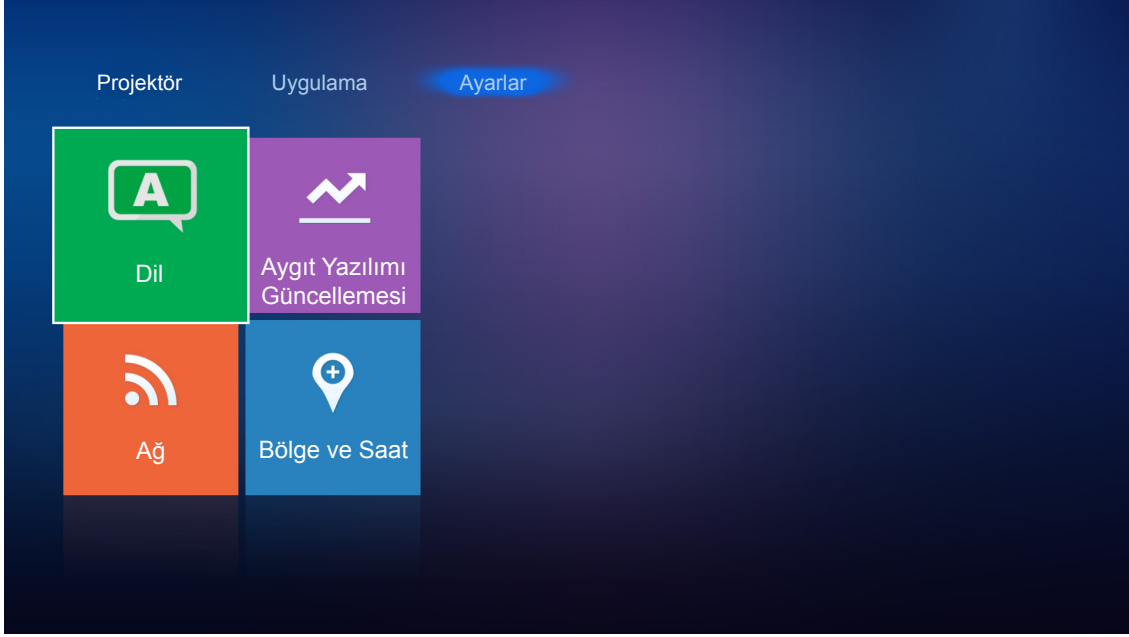 Projektör Uygulama Ayarlar
A
Dil
Aygıt Yazılımı
Güncellemesi
Ağ
Bölge ve Saat